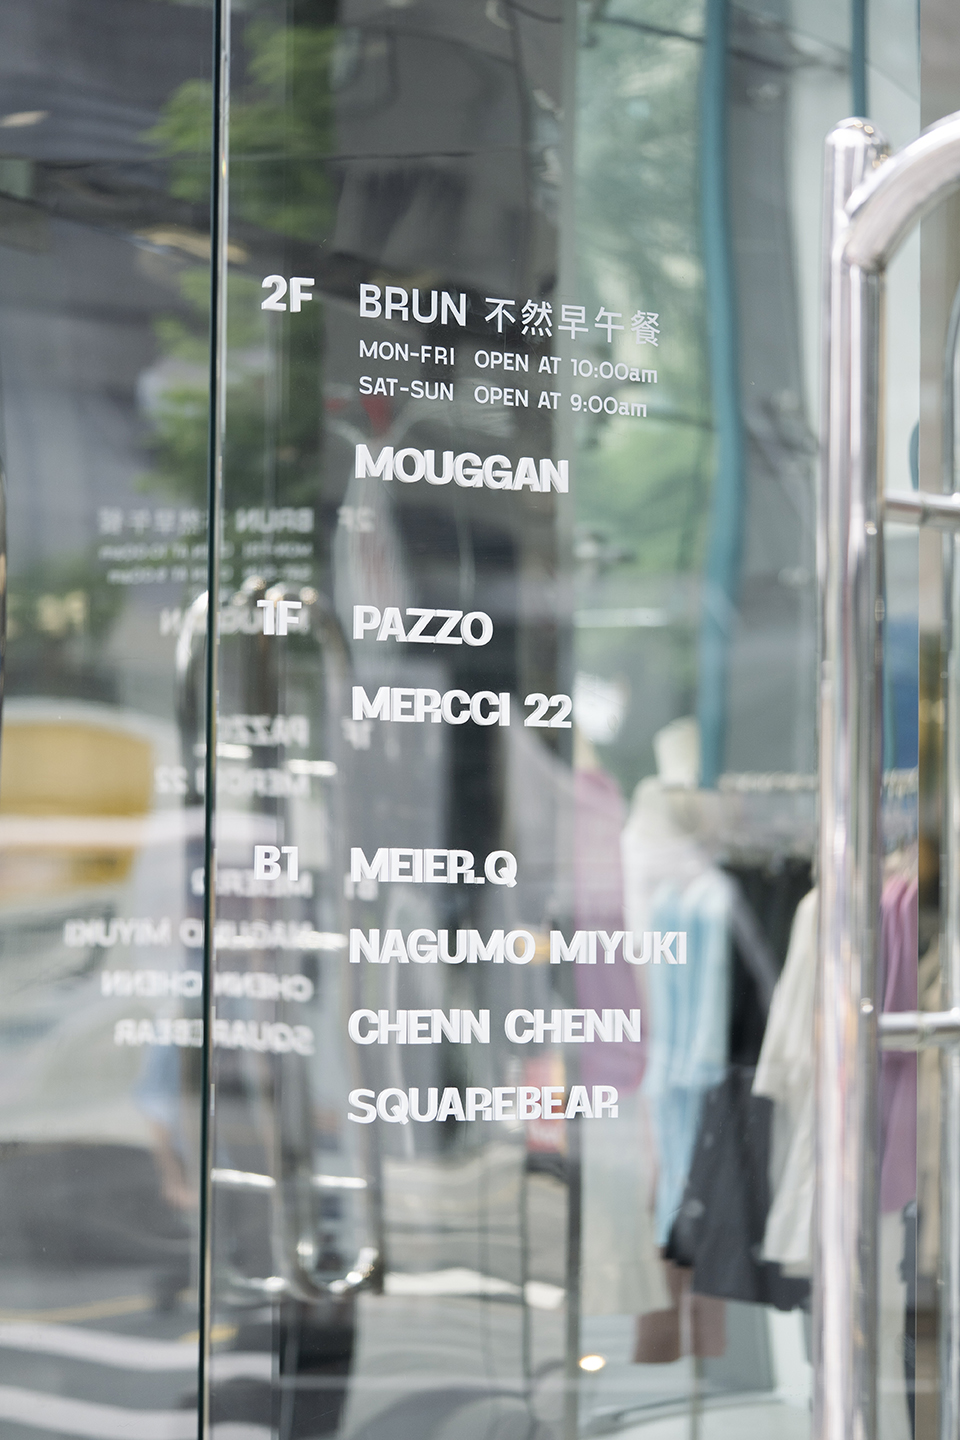 2F BRUN 不然早午餐
MON-FRI OPEN AT 10:00am
SAT-SUN OPEN AT 9:00am
MOUGGAN
1F PAZZO
MERCCI 22
B1 MEIER.Q
NAGUMO MIYUKI
CHENN CHENN
SQUAREBEAR